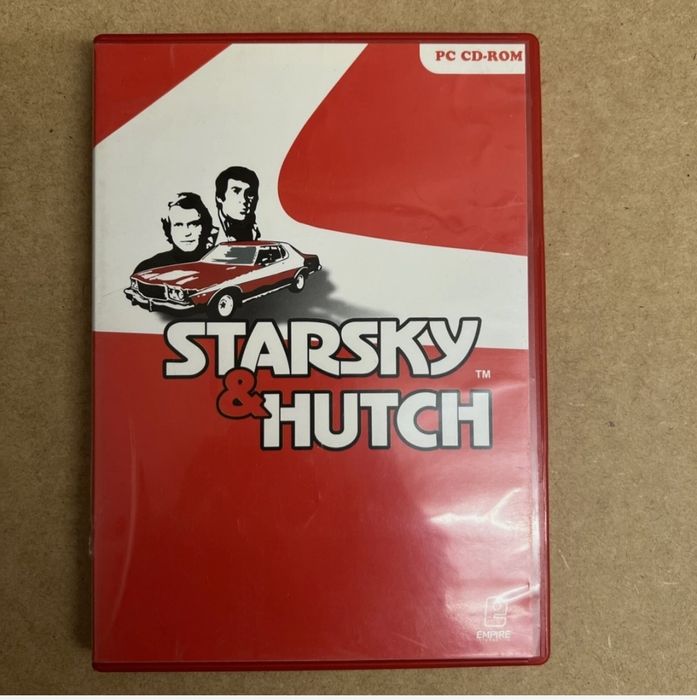 PC CD-ROM
STARSKY
TM
&
HUTCH
EMPIRE